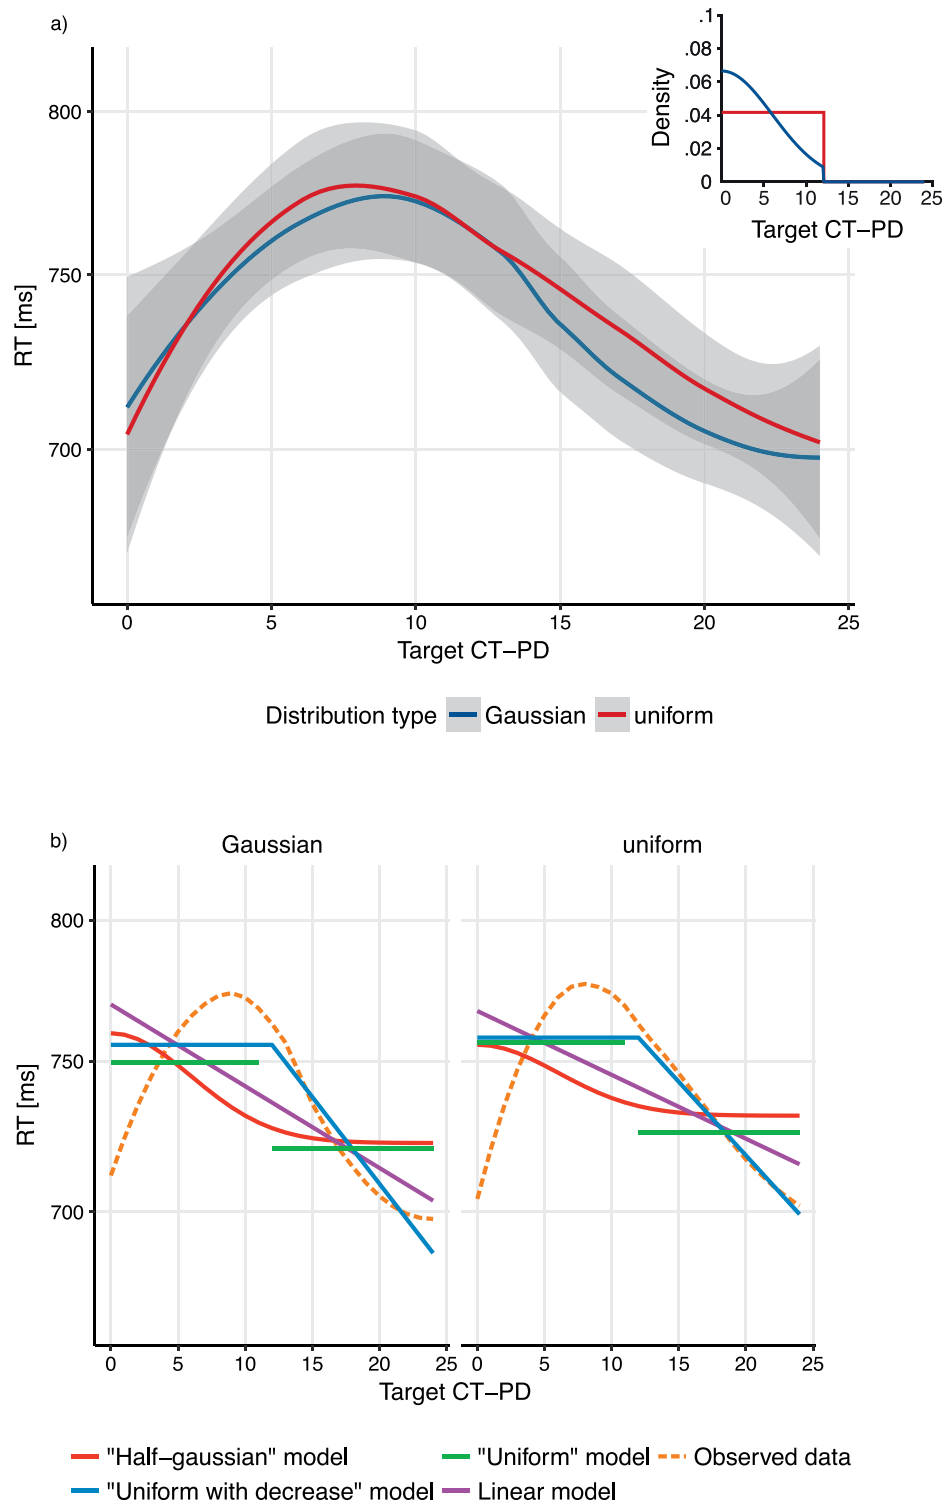 a)
.1
.08
.06
.04
.02
0
Density
0 5 10 15 20 25
Target CT−PD
800
750
700
RT [ms]
0 5 10 15 20 25
Target CT−PD
Distribution type Gaussian uniform
b)
Gaussian uniform
800
750
700
RT [ms]
0 5 10 15 20 25 0 5 10 15 20 25
Target CT−PD
"Half−gaussian" model "Uniform" model Observed data
"Uniform with decrease" model Linear model